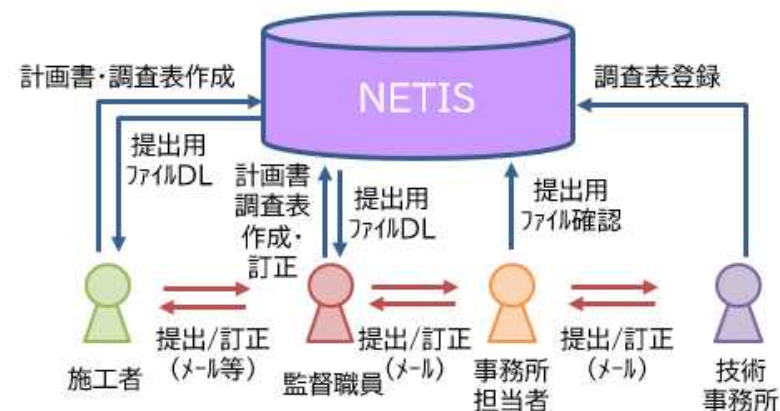 NETIS
計画書・調査表作成
調査表登録
提出用
ﾌｧｲﾙDL
計画書
調査表
作成・
訂正
提出用
ﾌｧｲﾙDL
提出用
ﾌｧｲﾙ確認
提出/訂正
(ﾒｰﾙ等)
提出/訂正
(ﾒｰﾙ)
提出/訂正
(ﾒｰﾙ)
施工者
監督職員
事務所
担当者
技術
事務所